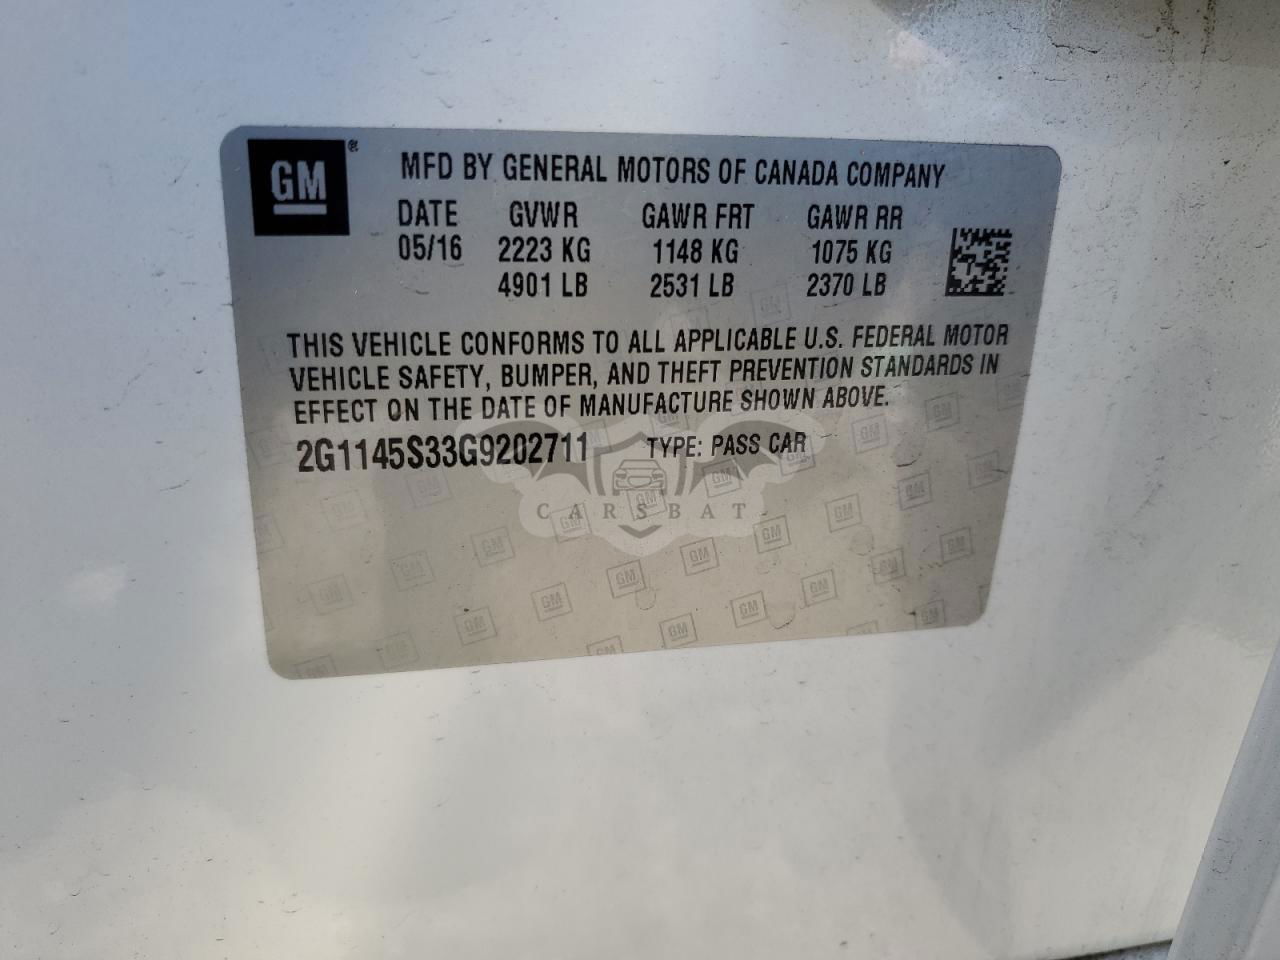 GM®
MFD BY GENERAL MOTORS OF CANADA COMPANY
DATE GVWR GAWR FRT GAWR RR
05/16 2223 KG 1148 KG 1075 KG
4901 LB 2531 LB 2370 LB
THIS VEHICLE CONFORMS TO ALL APPLICABLE U.S. FEDERAL MOTOR
VEHICLE SAFETY, BUMPER, AND THEFT PREVENTION STANDARDS IN
EFFECT ON THE DATE OF MANUFACTURE SHOWN ABOVE.
2G1145S33G9202711 TYPE: PASS CAR
CARSBAT